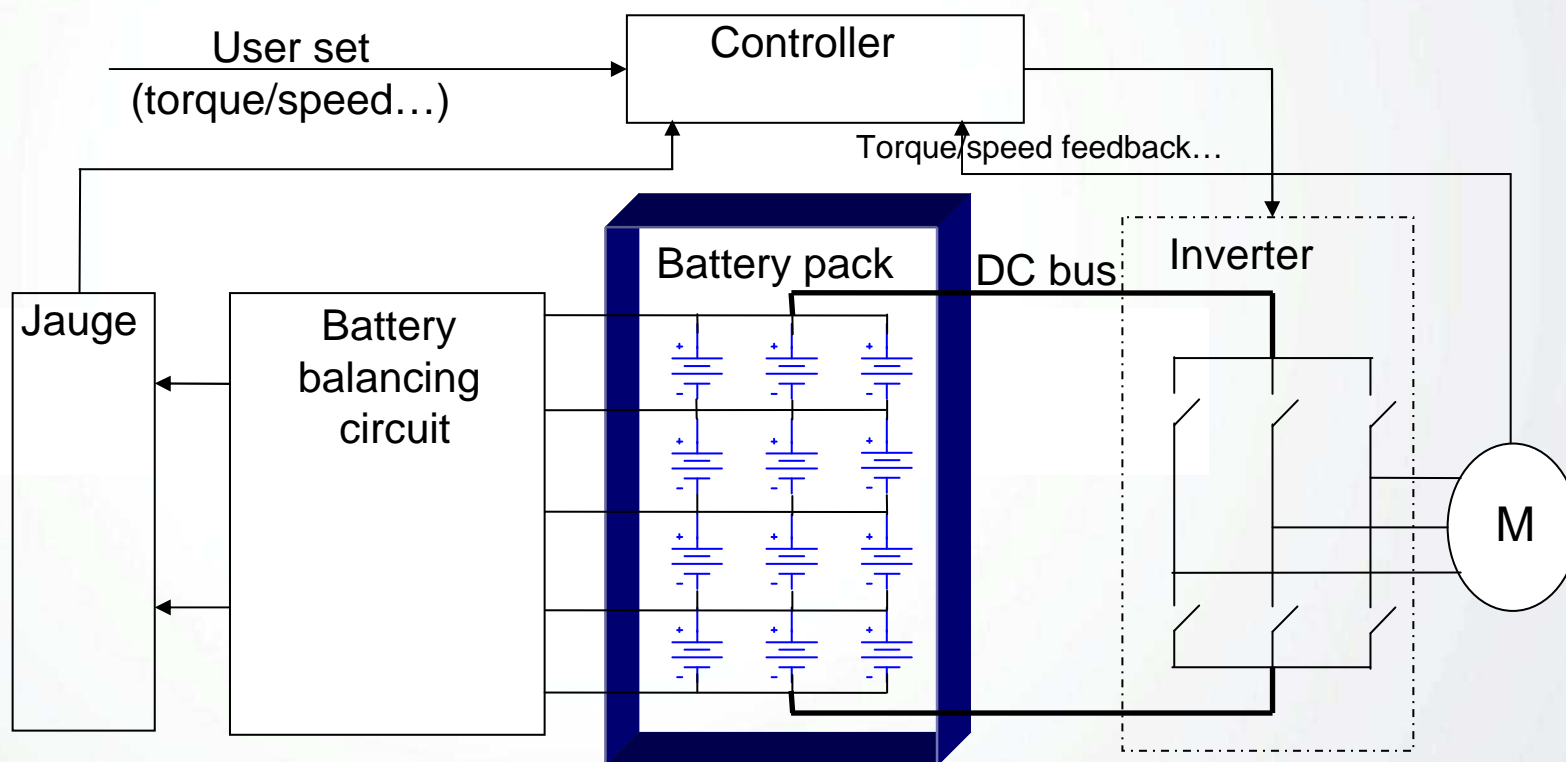 User set
(torque/speed…)
Controller
Torque/speed feedback…
Battery pack
DC bus
Inverter
Jauge
Battery
balancing
circuit
M
+ + +
- - -
+ + +
- - -
+ + +
- - -
+ + +
- - -